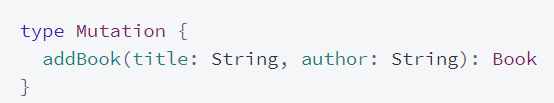 type Mutation {
  addBook(title: String, author: String): Book
}